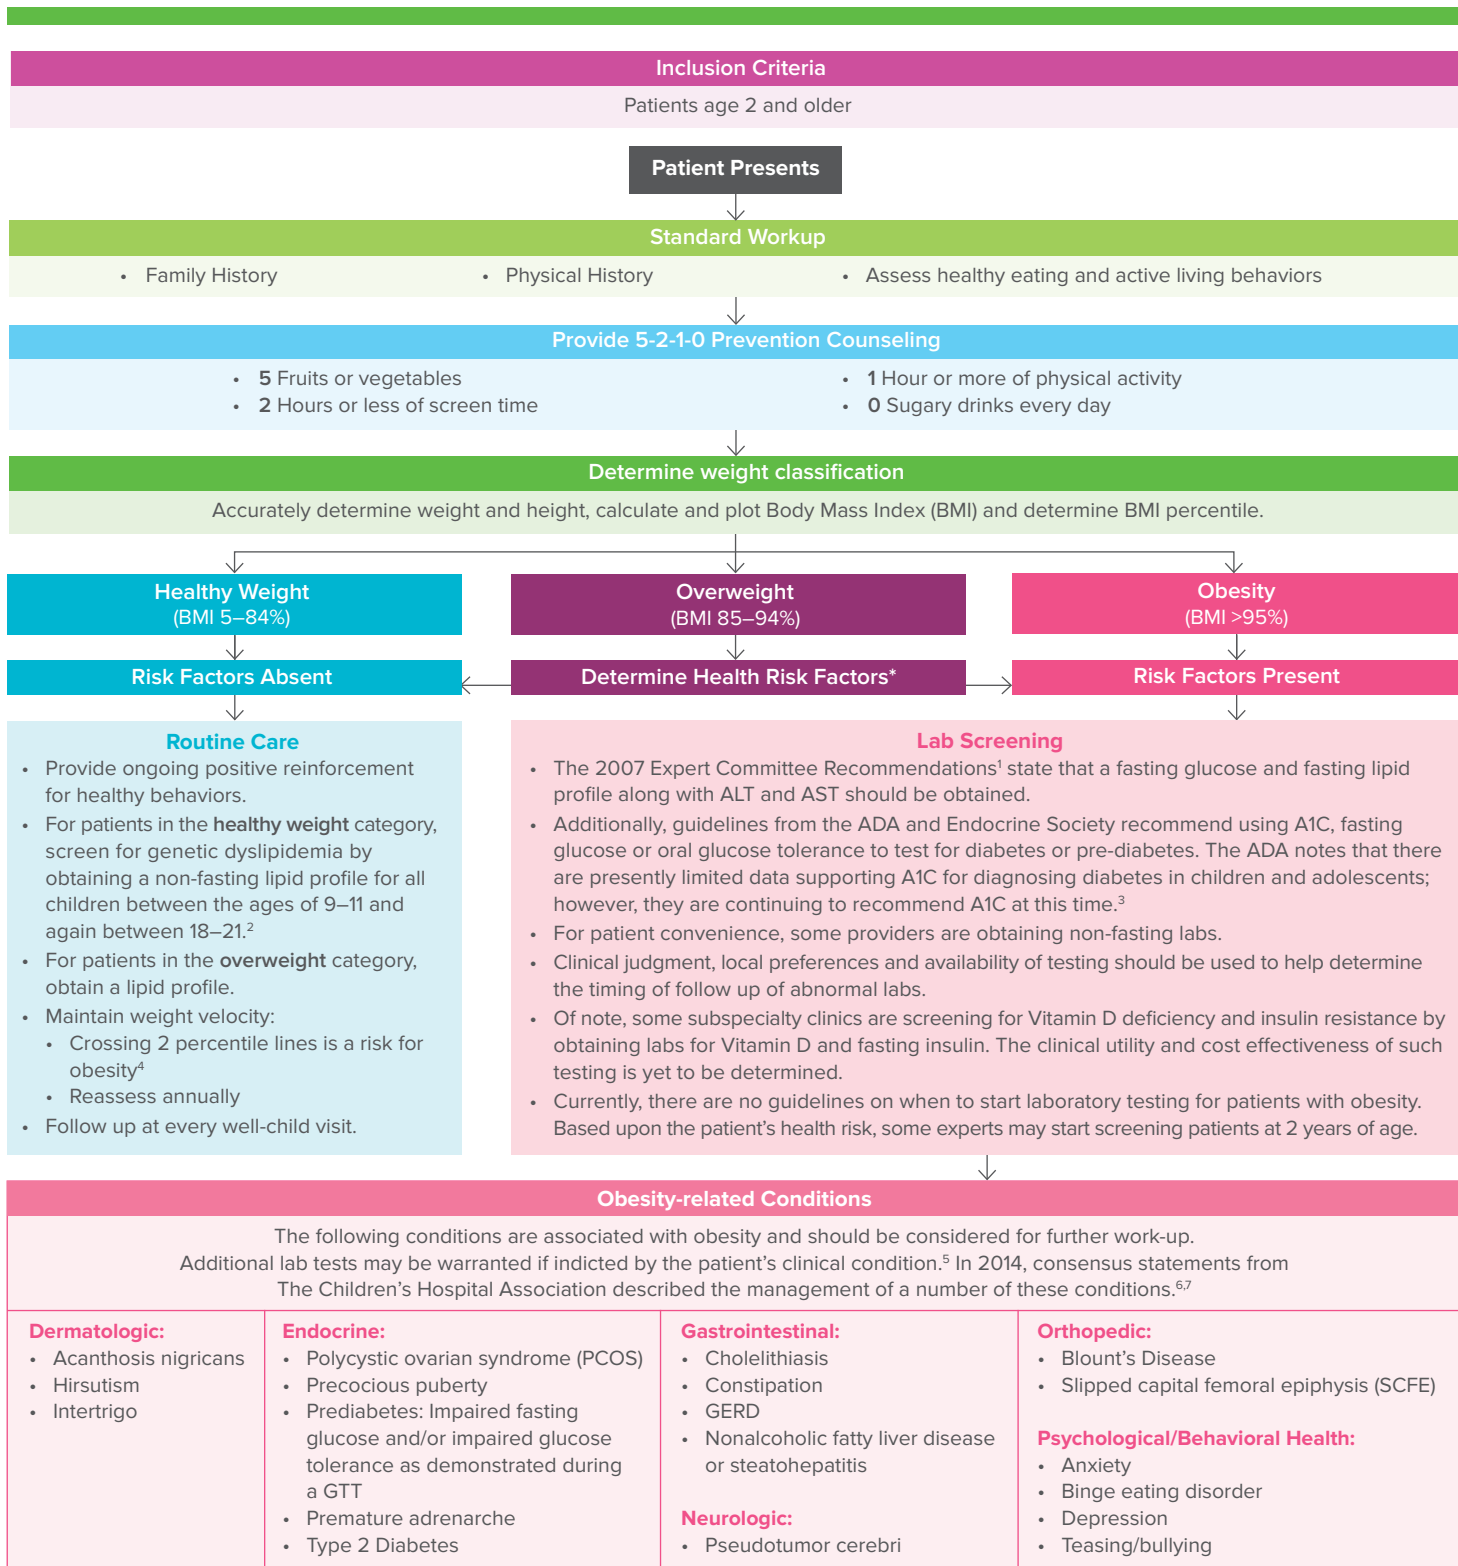 Inclusion Criteria
Patients age 2 and older
Patient Presents
Standard Workup
• Family History
• Physical History
• Assess healthy eating and active living behaviors
Provide 5-2-1-0 Prevention Counseling
• 5 Fruits or vegetables
• 2 Hours or less of screen time
• 1 Hour or more of physical activity
• 0 Sugary drinks every day
Determine weight classification
Accurately determine weight and height, calculate and plot Body Mass Index (BMI) and determine BMI percentile.
Healthy Weight
(BMI 5–84%)
Overweight
(BMI 85–94%)
Obesity
(BMI >95%)
Risk Factors Absent
Determine Health Risk Factors*
Risk Factors Present
Routine Care
• Provide ongoing positive reinforcement
for healthy behaviors.
• For patients in the healthy weight category,
screen for genetic dyslipidemia by
obtaining a non-fasting lipid profile for all
children between the ages of 9–11 and
again between 18–21.²
• For patients in the overweight category,
obtain a lipid profile.
• Maintain weight velocity:
• Crossing 2 percentile lines is a risk for
obesity⁴
• Reassess annually
• Follow up at every well-child visit.
Lab Screening
• The 2007 Expert Committee Recommendations¹ state that a fasting glucose and fasting lipid
profile along with ALT and AST should be obtained.
• Additionally, guidelines from the ADA and Endocrine Society recommend using A1C, fasting
glucose or oral glucose tolerance to test for diabetes or pre-diabetes. The ADA notes that there
are presently limited data supporting A1C for diagnosing diabetes in children and adolescents;
however, they are continuing to recommend A1C at this time.³
• For patient convenience, some providers are obtaining non-fasting labs.
• Clinical judgment, local preferences and availability of testing should be used to help determine
the timing of follow up of abnormal labs.
• Of note, some subspecialty clinics are screening for Vitamin D deficiency and insulin resistance by
obtaining labs for Vitamin D and fasting insulin. The clinical utility and cost effectiveness of such
testing is yet to be determined.
• Currently, there are no guidelines on when to start laboratory testing for patients with obesity.
Based upon the patient's health risk, some experts may start screening patients at 2 years of age.
Obesity-related Conditions
The following conditions are associated with obesity and should be considered for further work-up.
Additional lab tests may be warranted if indicted by the patient's clinical condition.⁵ In 2014, consensus statements from
The Children's Hospital Association described the management of a number of these conditions.⁶,⁷
Dermatologic:
• Acanthosis nigricans
• Hirsutism
• Intertrigo
Endocrine:
• Polycystic ovarian syndrome (PCOS)
• Precocious puberty
• Prediabetes: Impaired fasting
glucose and/or impaired glucose
tolerance as demonstrated during
a GTT
• Premature adrenarche
• Type 2 Diabetes
Gastrointestinal:
• Cholelithiasis
• Constipation
• GERD
• Nonalcoholic fatty liver disease
or steatohepatitis
Neurologic:
• Pseudotumor cerebri
Orthopedic:
• Blount's Disease
• Slipped capital femoral epiphysis (SCFE)
Psychological/Behavioral Health:
• Anxiety
• Binge eating disorder
• Depression
• Teasing/bullying